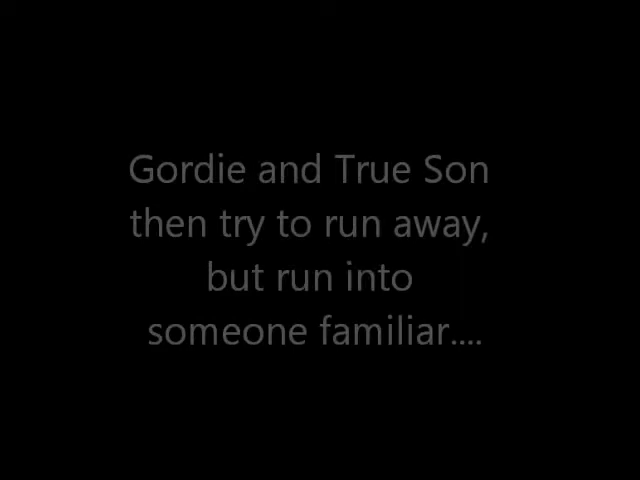 Gordie and True Son
then try to run away,
but run into
someone familiar....